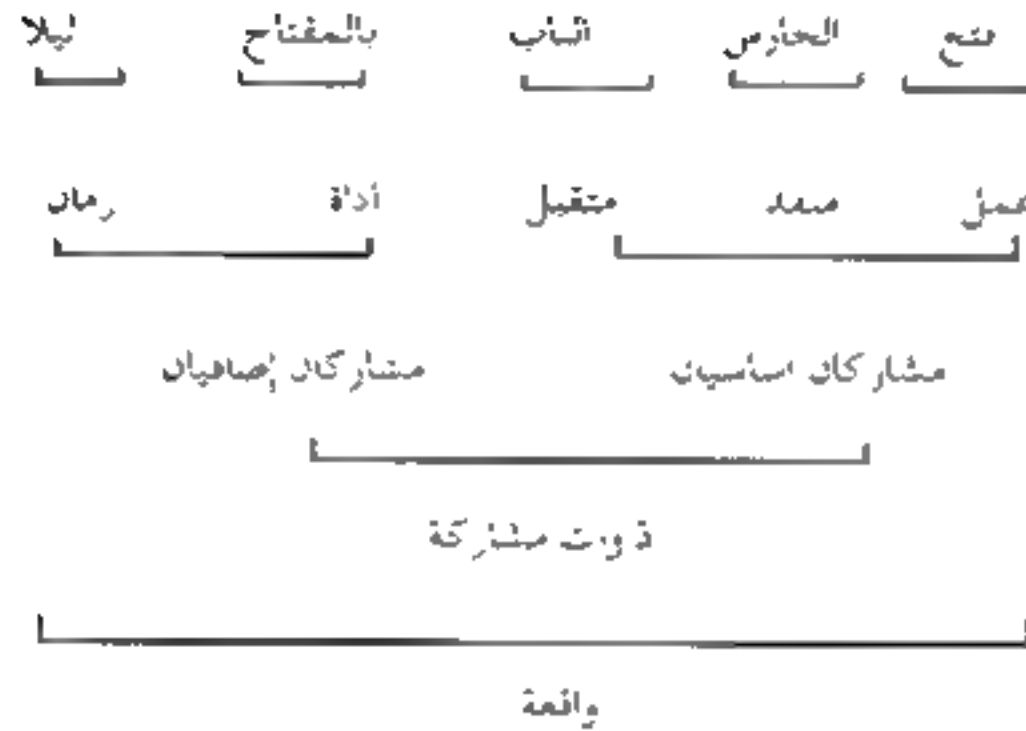 فتح الحارس الباب بالمفتاح ليلا
عمل منفذ متقبل أداة زمان
مشاركان أساسيان مشاركان إضافيان
ذوات مشاركة
واقعة